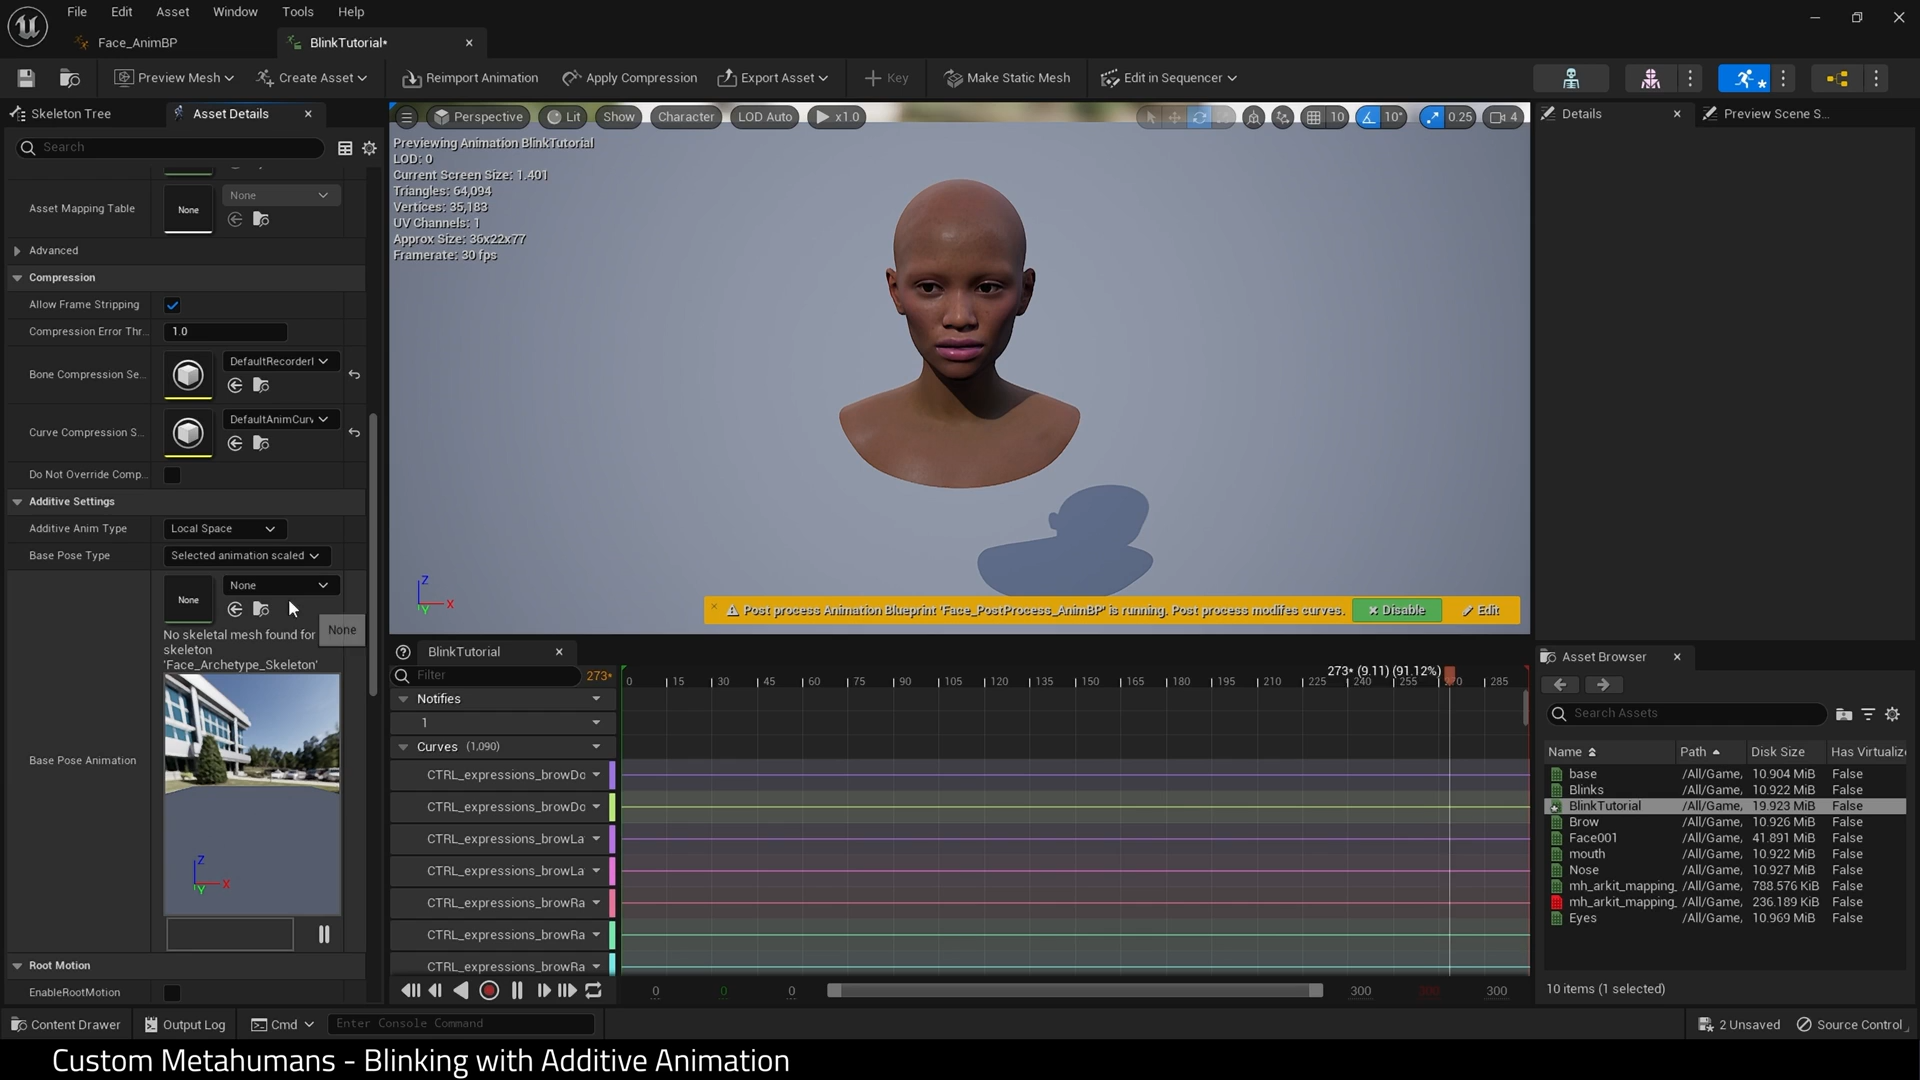 File Edit Asset Window Tools Help
Face_AnimBP BlinkTutorial*
Preview Mesh Create Asset Reimport Animation Apply Compression Export Asset Key Make Static Mesh Edit in Sequencer
Skeleton Tree Asset Details
Search
Asset Mapping Table None None
Advanced
Compression
Allow Frame Stripping
Compression Error Thr... 1.0
Bone Compression Se... DefaultRecorderl
Curve Compression S... DefaultAnimCurv
Do Not Override Comp...
Additive Settings
Additive Anim Type Local Space
Base Pose Type Selected animation scaled
None None
None
No skeletal mesh found for
skeleton
'Face_Archetype_Skeleton'
Base Pose Animation
Z
X
Y
Root Motion
EnableRootMotion
Perspective Lit Show Character LOD Auto x1.0 10 10° 0.25 4
Previewing Animation BlinkTutorial
LOD: 0
Current Screen Size: 1.401
Triangles: 64,094
Vertices: 35,183
UV Channels: 1
Approx Size: 36x22x77
Framerate: 30 fps
Z
X
Y
Post process Animation Blueprint 'Face_PostProcess_AnimBP' is running. Post process modifes curves. Disable Edit
BlinkTutorial
Filter 273*
273* (9.11) (91.12%)
0 15 30 45 60 75 90 105 120 135 150 165 180 195 210 225 240 255 270 285
Notifies
1
Curves (1,090)
CTRL_expressions_browDo
CTRL_expressions_browDo
CTRL_expressions_browLa
CTRL_expressions_browLa
CTRL_expressions_browRa
CTRL_expressions_browRa
CTRL_expressions_browRa
0 0 0 300 300 300
Details Preview Scene S...
Asset Browser
Search Assets
Name Path Disk Size Has Virtualize
base /All/Game, 10.904 MiB False
Blinks /All/Game, 10.922 MiB False
BlinkTutorial /All/Game, 19.923 MiB False
Brow /All/Game, 10.926 MiB False
Face001 /All/Game, 41.891 MiB False
mouth /All/Game, 10.922 MiB False
Nose /All/Game, 10.927 MiB False
mh_arkit_mapping_ /All/Game, 788.576 KiB False
mh_arkit_mapping_ /All/Game, 236.189 KiB False
Eyes /All/Game, 10.969 MiB False
10 items (1 selected)
Content Drawer Output Log Cmd Enter Console Command 2 Unsaved Source Control
Custom Metahumans - Blinking with Additive Animation